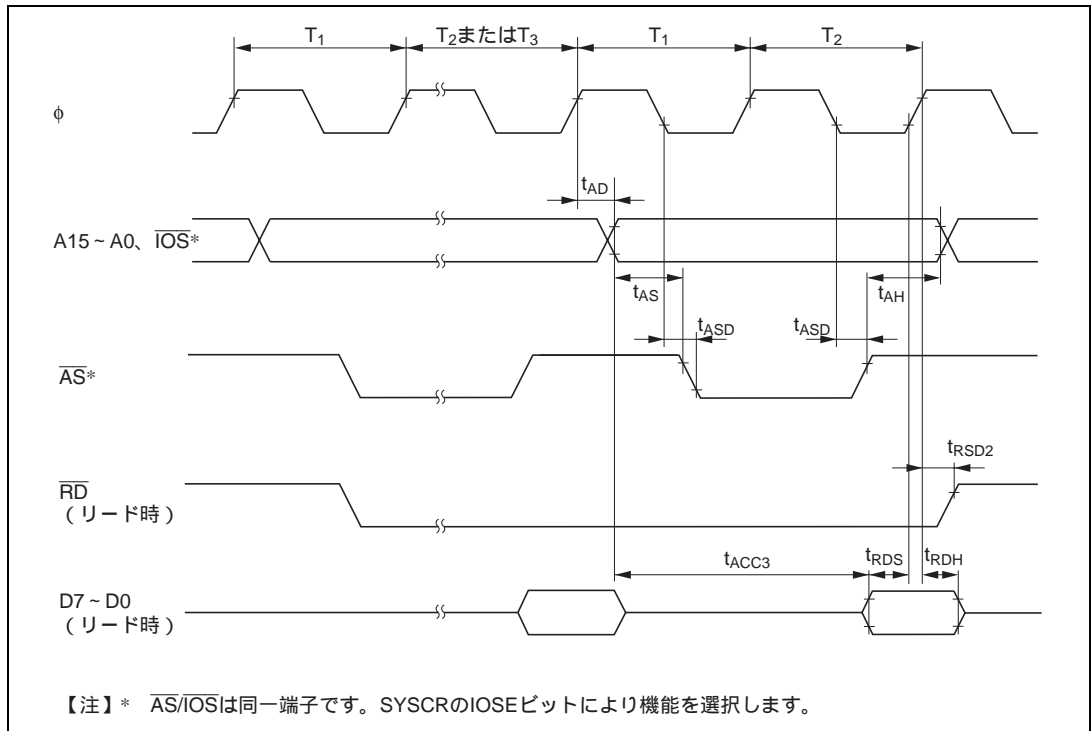 T1 T2またはT3 T1 T2
φ
tAD
A15~A0、IOS*
tAS tAH
tASD tASD
AS*
tRSD2
RD
(リード時)
tACC3 tRDS tRDH
D7~D0
(リード時)
【注】* AS/IOSは同一端子です。SYSCRのIOSEビットにより機能を選択します。